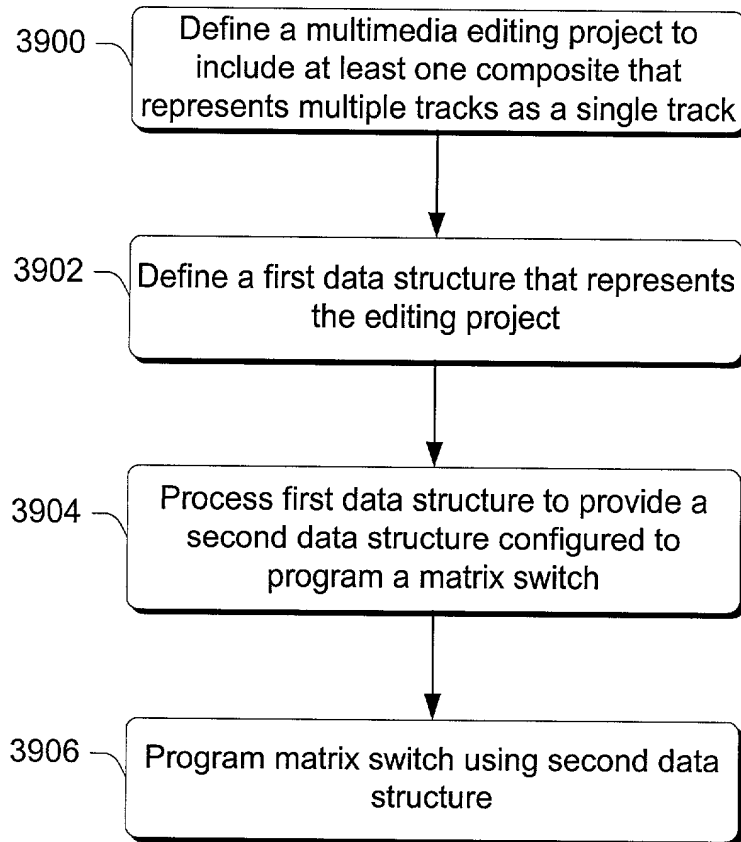 3900
Define a multimedia editing project to
include at least one composite that
represents multiple tracks as a single track
3902
Define a first data structure that represents
the editing project
3904
Process first data structure to provide a
second data structure configured to
program a matrix switch
3906
Program matrix switch using second data
structure